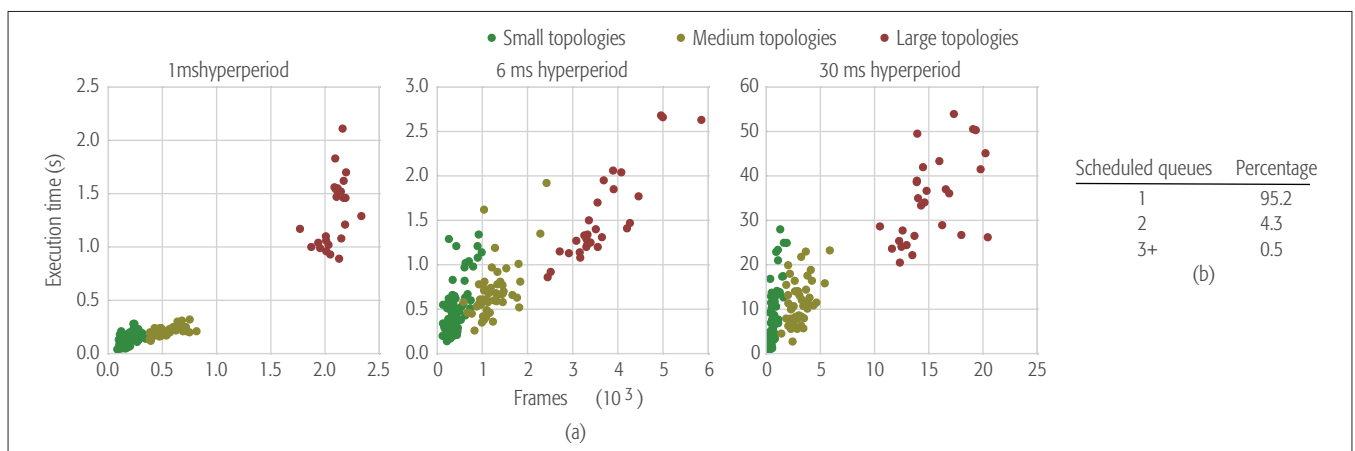 Small topologies Medium topologies Large topologies
1mshyperperiod 6 ms hyperperiod 30 ms hyperperiod
Execution time (s)
2.5
2.0
1.5
1.0
0.5
0.0
0.0 0.5 1.0 1.5 2.0 2.5
3.0
2.5
2.0
1.5
1.0
0.5
0.0
0 1 2 3 4 5 6
60
50
40
30
20
10
0
0 5 10 15 20 25
Frames (10 3 )
(a)
Scheduled queues Percentage
1 95.2
2 4.3
3+ 0.5
(b)